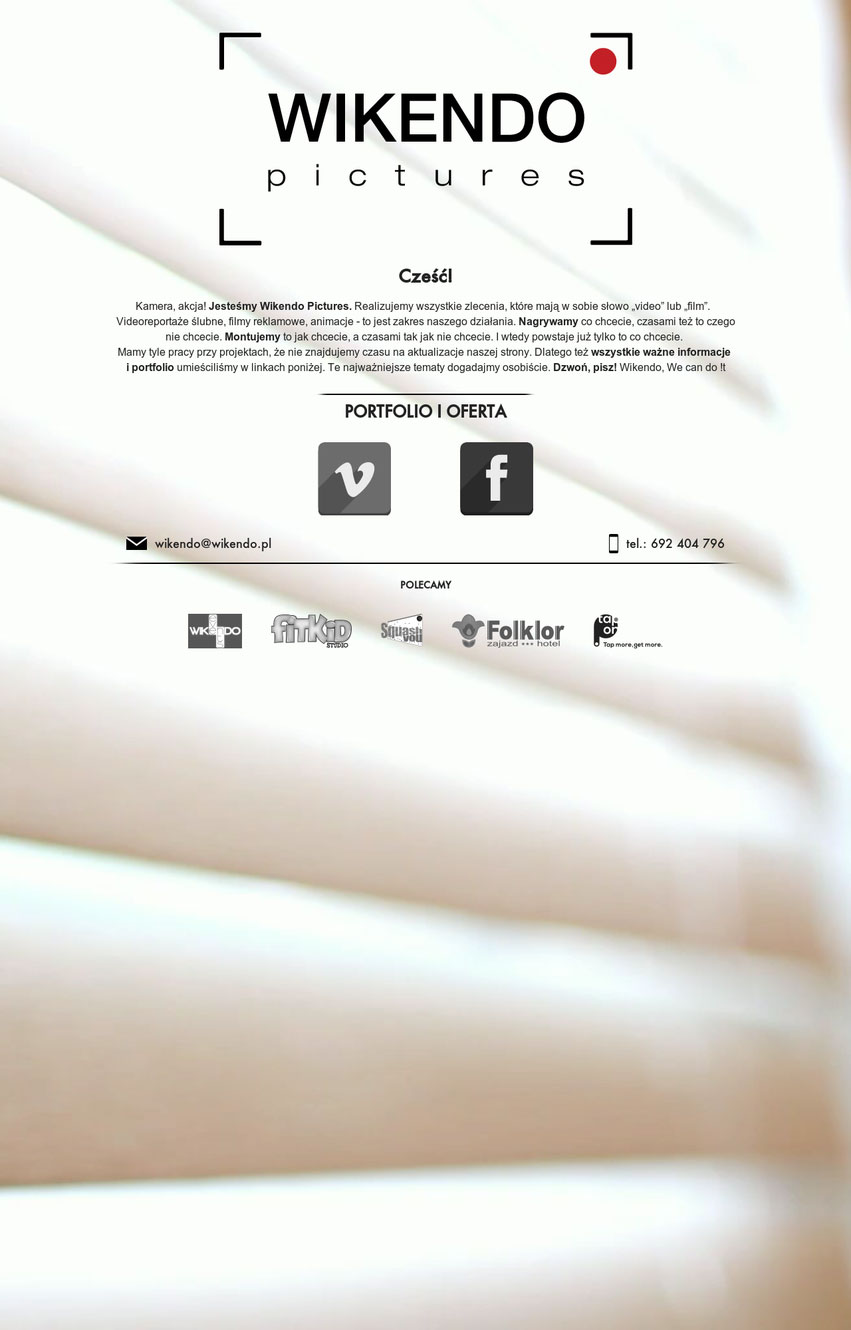 WIKENDO
pictures
Cześć!
Kamera, akcja! Jesteśmy Wikendo Pictures. Realizujemy wszystkie zlecenia, które mają w sobie słowo „video” lub „film”.
Videoreportaże ślubne, filmy reklamowe, animacje - to jest zakres naszego działania. Nagrywamy co chcecie, czasami też to czego
nie chcecie. Montujemy to jak chcecie, a czasami tak jak nie chcecie. I wtedy powstaje już tylko to co chcecie.
Mamy tyle pracy przy projektach, że nie znajdujemy czasu na aktualizacje naszej strony. Dlatego też wszystkie ważne informacje
i portfolio umieściliśmy w linkach poniżej. Te najważniejsze tematy dogadajmy osobiście. Dzwoń, pisz! Wikendo, We can do !t
PORTFOLIO I OFERTA
wikendo@wikendo.pl
tel.: 692 404 796
POLECAMY
WIKENDO
FiTKiD
STUDIO
Squash
you
Folklor
zajazd *** hotel
tap
on
Tap more,get more.